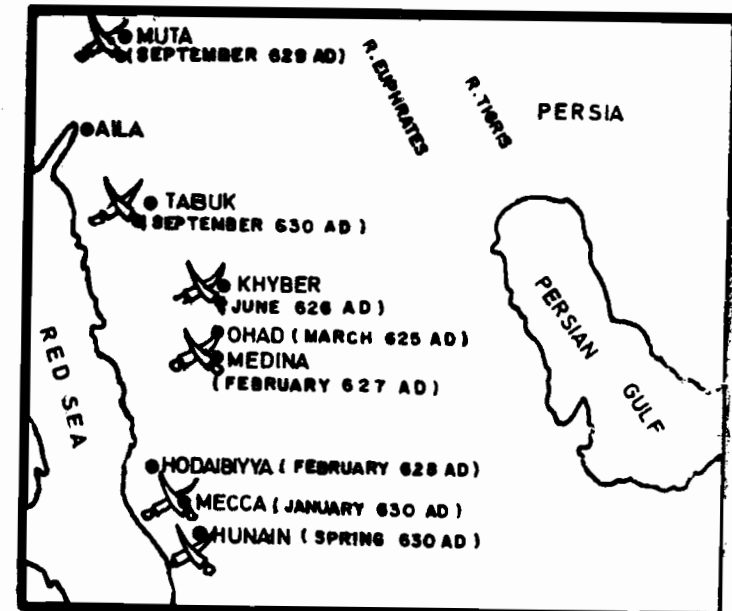 MUTA
(SEPTEMBER 629 AD)
R. EUPHRATES
R. TIGRIS
PERSIA
AILA
TABUK
(SEPTEMBER 630 AD)
KHYBER
(JUNE 626 AD)
OHAD (MARCH 625 AD)
MEDINA
(FEBRUARY 627 AD)
PERSIAN GULF
RED SEA
HODAIBIYYA (FEBRUARY 628 AD)
MECCA (JANUARY 630 AD)
HUNAIN (SPRING 630 AD)